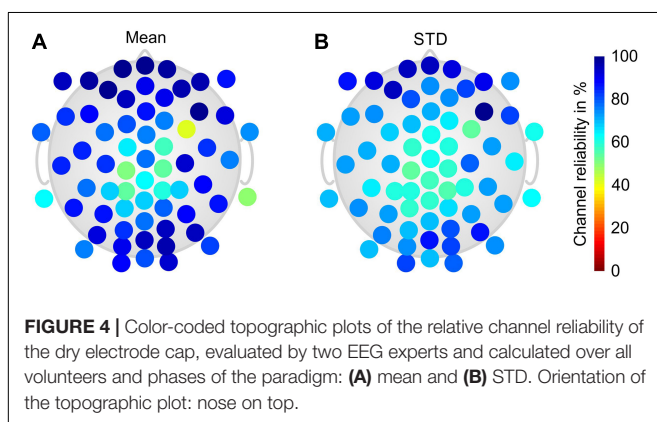 A
Mean
B
STD
100
80
60
40
20
0
Channel reliability in %
FIGURE 4 | Color-coded topographic plots of the relative channel reliability of
the dry electrode cap, evaluated by two EEG experts and calculated over all
volunteers and phases of the paradigm: (A) mean and (B) STD. Orientation of
the topographic plot: nose on top.